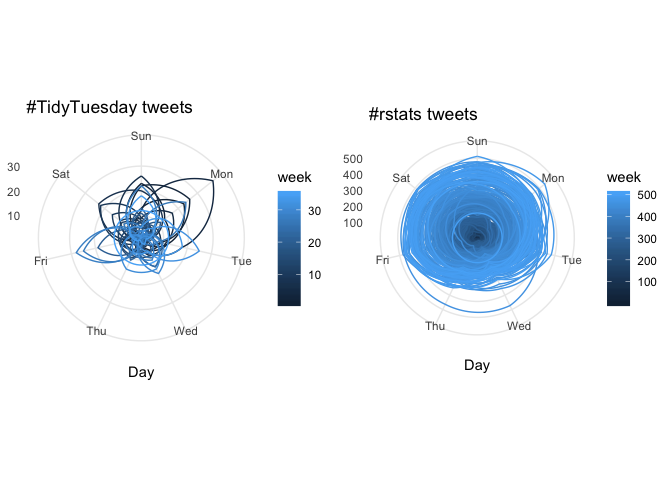 #TidyTuesday tweets
Sun
Mon
Tue
Wed
Thu
Fri
Sat
30
20
10
Day
week
30
20
10
#rstats tweets
Sun
Mon
Tue
Wed
Thu
Fri
Sat
500
400
300
200
100
Day
week
500
400
300
200
100